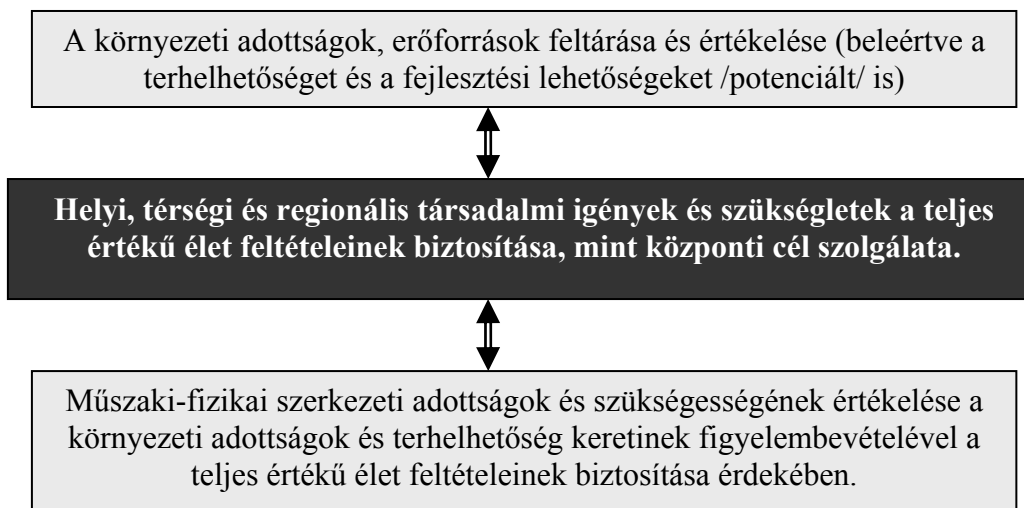 A környezeti adottságok, erőforrások feltárása és értékelése (beleértve a
terhelhetőséget és a fejlesztési lehetőségeket /potenciált/ is)
Helyi, térségi és regionális társadalmi igények és szükségletek a teljes
értékű élet feltételeinek biztosítása, mint központi cél szolgálata.
Műszaki-fizikai szerkezeti adottságok és szükségességének értékelése a
környezeti adottságok és terhelhetőség keretinek figyelembevételével a
teljes értékű élet feltételeinek biztosítása érdekében.